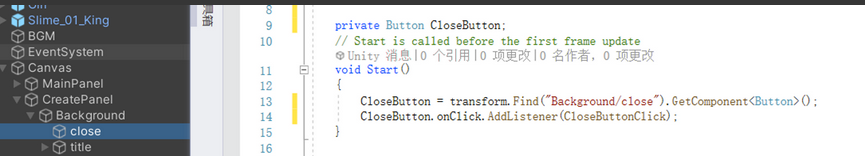 Slime_01_King
BGM
EventSystem
Canvas
MainPanel
CreatePanel
Background
close
title
具箱
8
9 private Button CloseButton;
10 // Start is called before the first frame update
Unity 消息|0 个引用|0 项更改|0 名作者，0 项更改
11 void Start()
12 {
13 CloseButton = transform.Find("Background/close").GetComponent<Button>();
14 CloseButton.onClick.AddListener(CloseButtonClick);
15 }
16